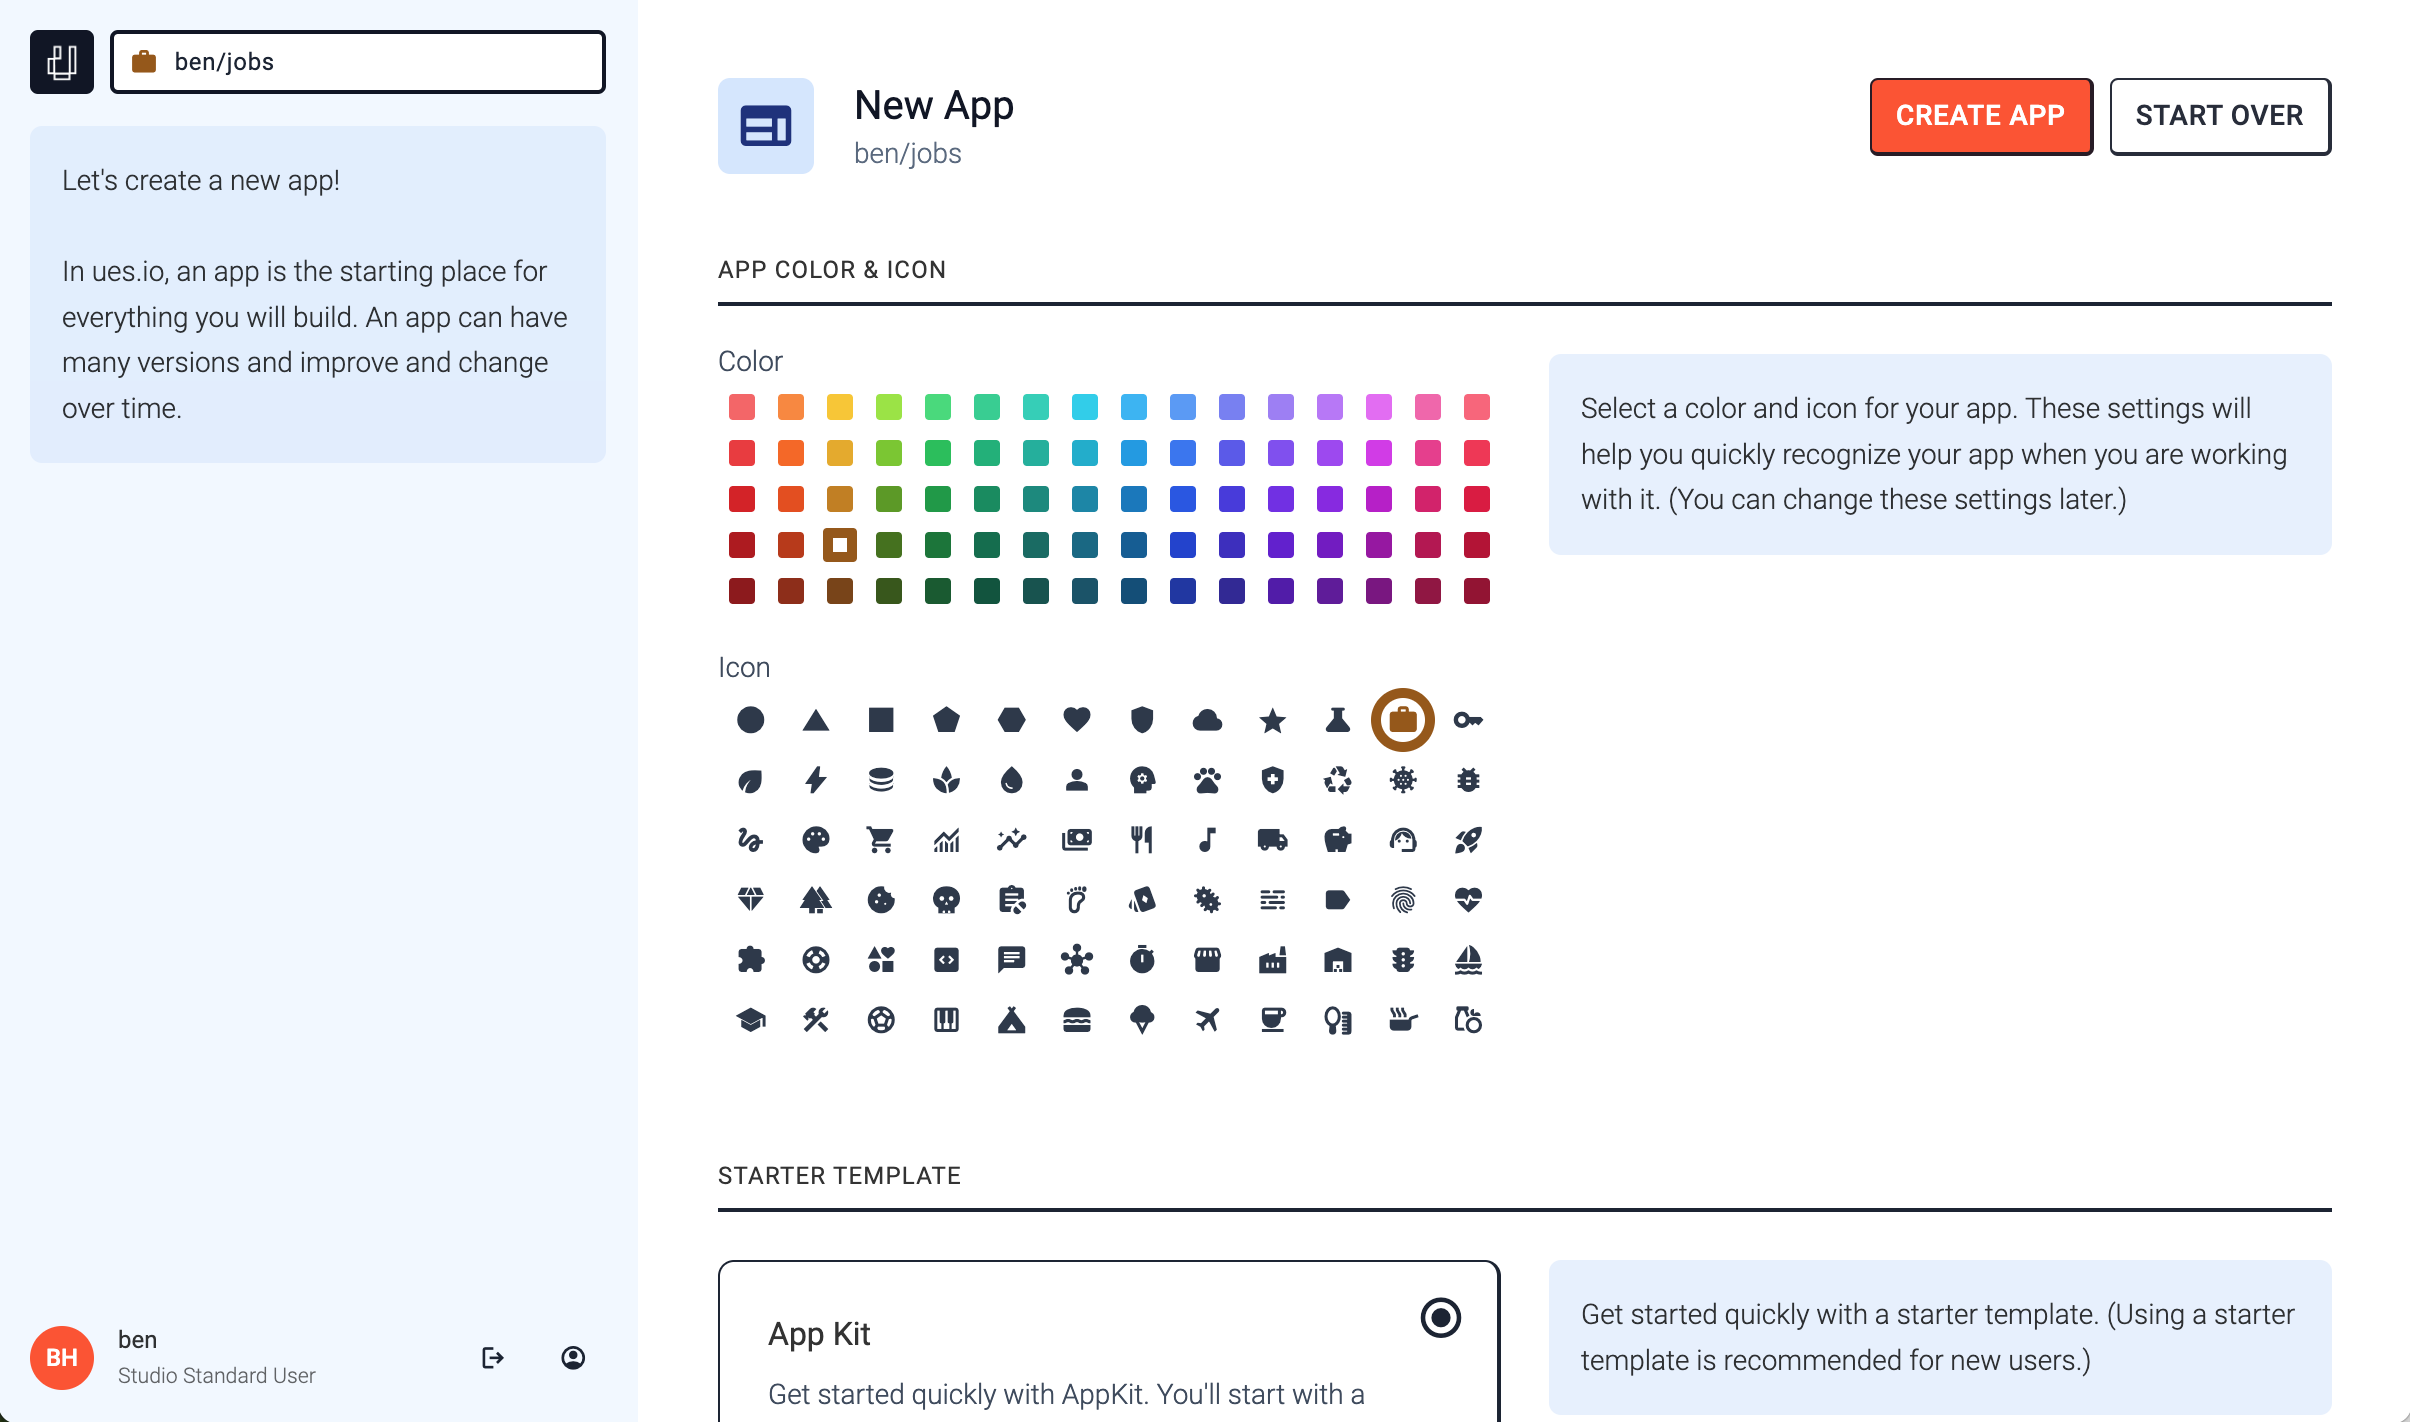 ben/jobs
Let's create a new app!
In ues.io, an app is the starting place for
everything you will build. An app can have
many versions and improve and change
over time.
BH
ben
Studio Standard User
New App
ben/jobs
CREATE APP
START OVER
APP COLOR & ICON
Color
Select a color and icon for your app. These settings will
help you quickly recognize your app when you are working
with it. (You can change these settings later.)
Icon
STARTER TEMPLATE
App Kit
Get started quickly with AppKit. You'll start with a
Get started quickly with a starter template. (Using a starter
template is recommended for new users.)